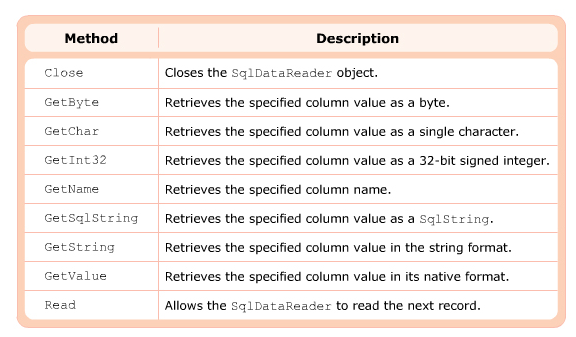 Method Description
Close Closes the SqlDataReader object.
GetByte Retrieves the specified column value as a byte.
GetChar Retrieves the specified column value as a single character.
GetInt32 Retrieves the specified column value as a 32-bit signed integer.
GetName Retrieves the specified column name.
GetSqlString Retrieves the specified column value as a SqlString.
GetString Retrieves the specified column value in the string format.
GetValue Retrieves the specified column value in its native format.
Read Allows the SqlDataReader to read the next record.